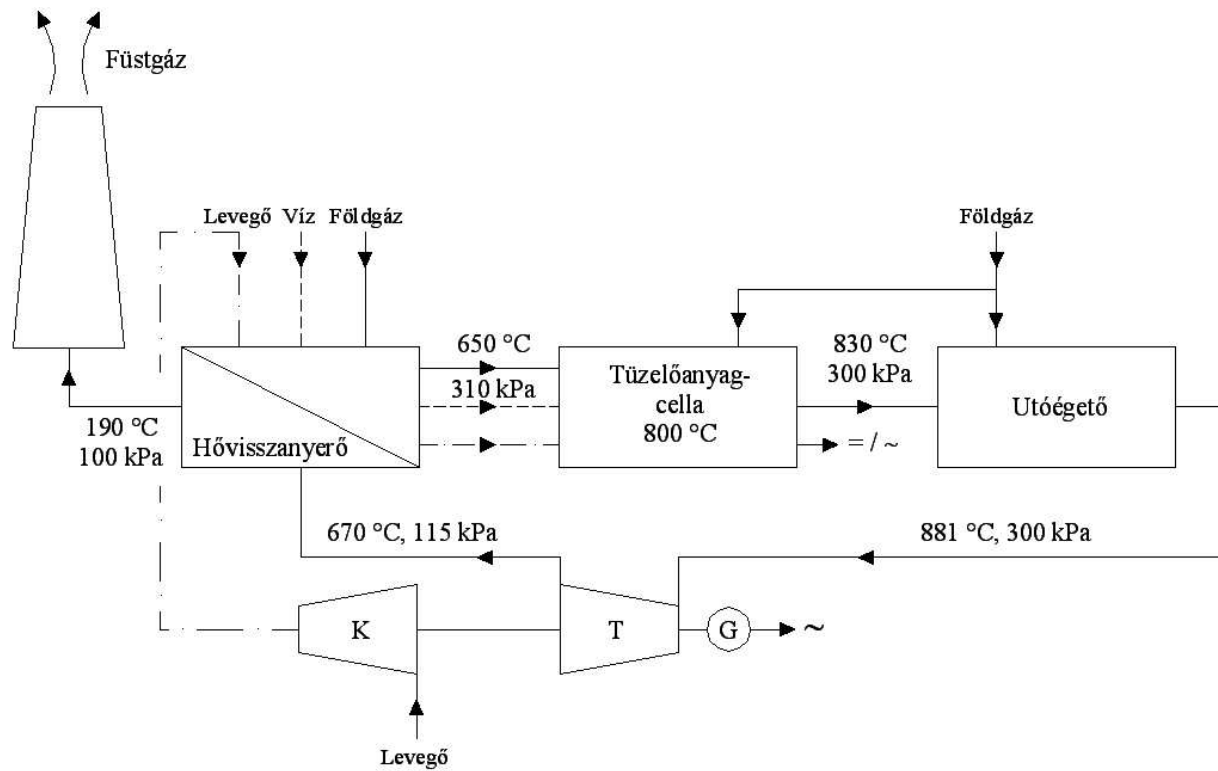 Füstgáz
Levegő Víz Földgáz
Földgáz
650 °C
310 kPa
Tüzelőanyag-
cella
800 °C
830 °C
300 kPa
Utóégető
Hővisszanyerő
= / ~
190 °C
100 kPa
670 °C, 115 kPa
881 °C, 300 kPa
K
T
G
~
Levegő